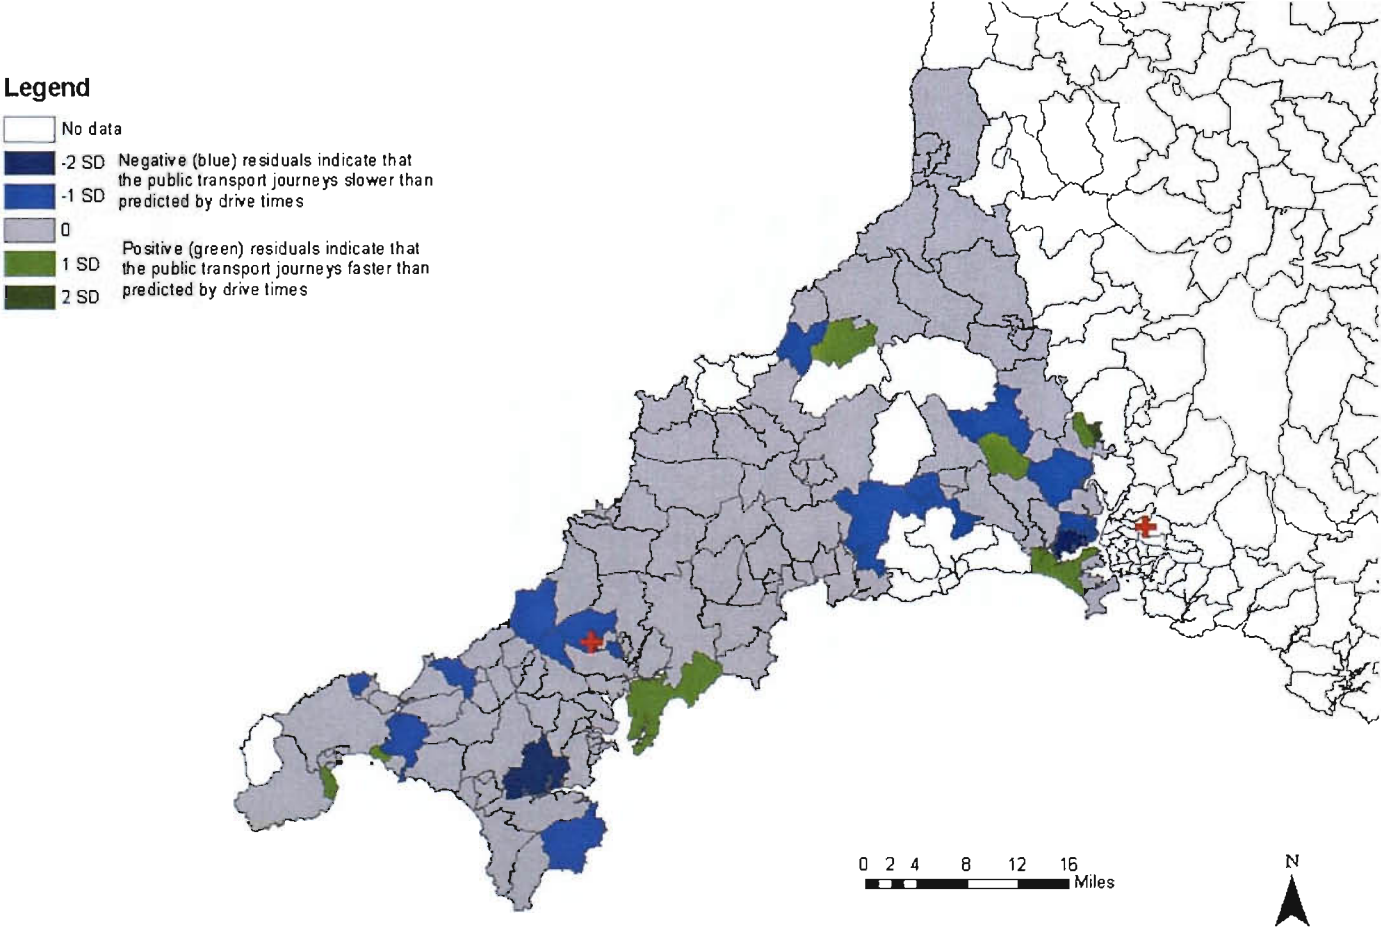 Legend
No data
-2 SD
Negative (blue) residuals indicate that
the public transport journeys slower than
-1 SD
predicted by drive times
0
Positive (green) residuals indicate that
1 SD
the public transport journeys faster than
2 SD
predicted by drive times
0 2 4 8 12 16
Miles
N